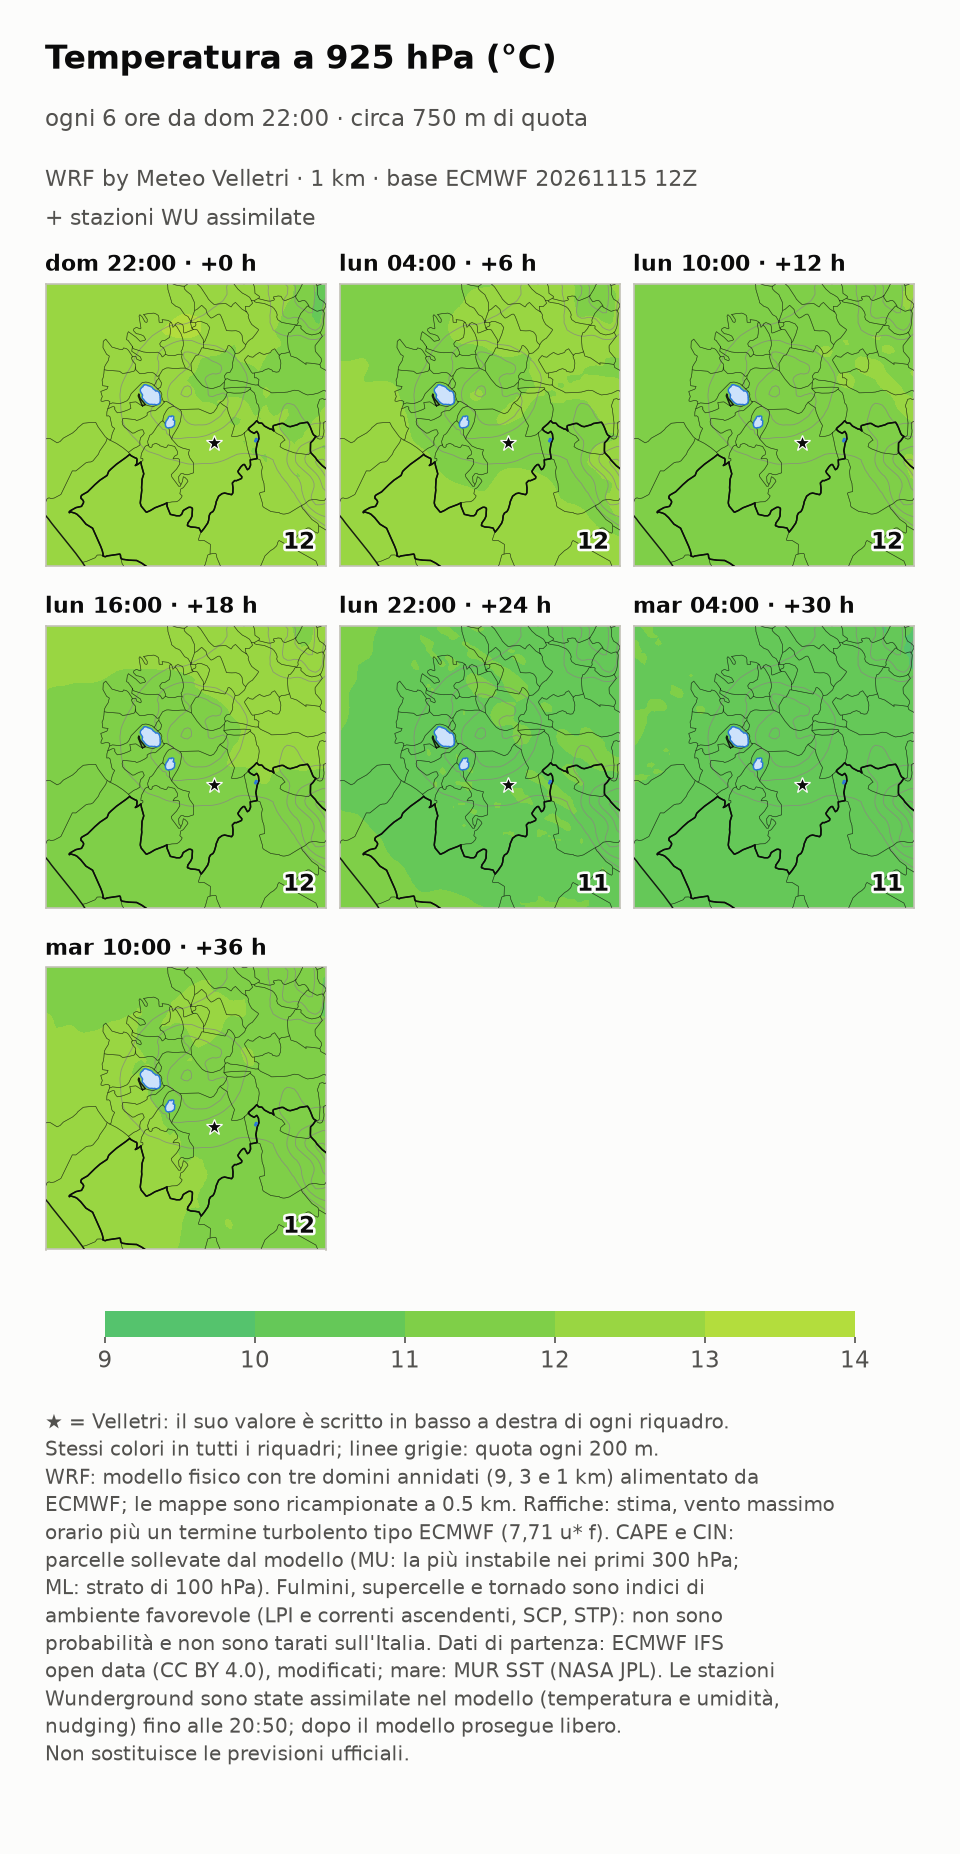 Temperatura a 925 hPa (°C)
ogni 6 ore da dom 22:00 · circa 750 m di quota
WRF by Meteo Velletri · 1 km · base ECMWF 20261115 12Z
+ stazioni WU assimilate
dom 22:00 · +0 h
lun 04:00 · +6 h
lun 10:00 · +12 h
12
12
12
lun 16:00 · +18 h
lun 22:00 · +24 h
mar 04:00 · +30 h
12
11
11
mar 10:00 · +36 h
12
9 10 11 12 13 14
★ = Velletri: il suo valore è scritto in basso a destra di ogni riquadro.
Stessi colori in tutti i riquadri; linee grigie: quota ogni 200 m.
WRF: modello fisico con tre domini annidati (9, 3 e 1 km) alimentato da
ECMWF; le mappe sono ricampionate a 0.5 km. Raffiche: stima, vento massimo
orario più un termine turbolento tipo ECMWF (7,71 u* f). CAPE e CIN:
parcelle sollevate dal modello (MU: la più instabile nei primi 300 hPa;
ML: strato di 100 hPa). Fulmini, supercelle e tornado sono indici di
ambiente favorevole (LPI e correnti ascendenti, SCP, STP): non sono
probabilità e non sono tarati sull'Italia. Dati di partenza: ECMWF IFS
open data (CC BY 4.0), modificati; mare: MUR SST (NASA JPL). Le stazioni
Wunderground sono state assimilate nel modello (temperatura e umidità,
nudging) fino alle 20:50; dopo il modello prosegue libero.
Non sostituisce le previsioni ufficiali.